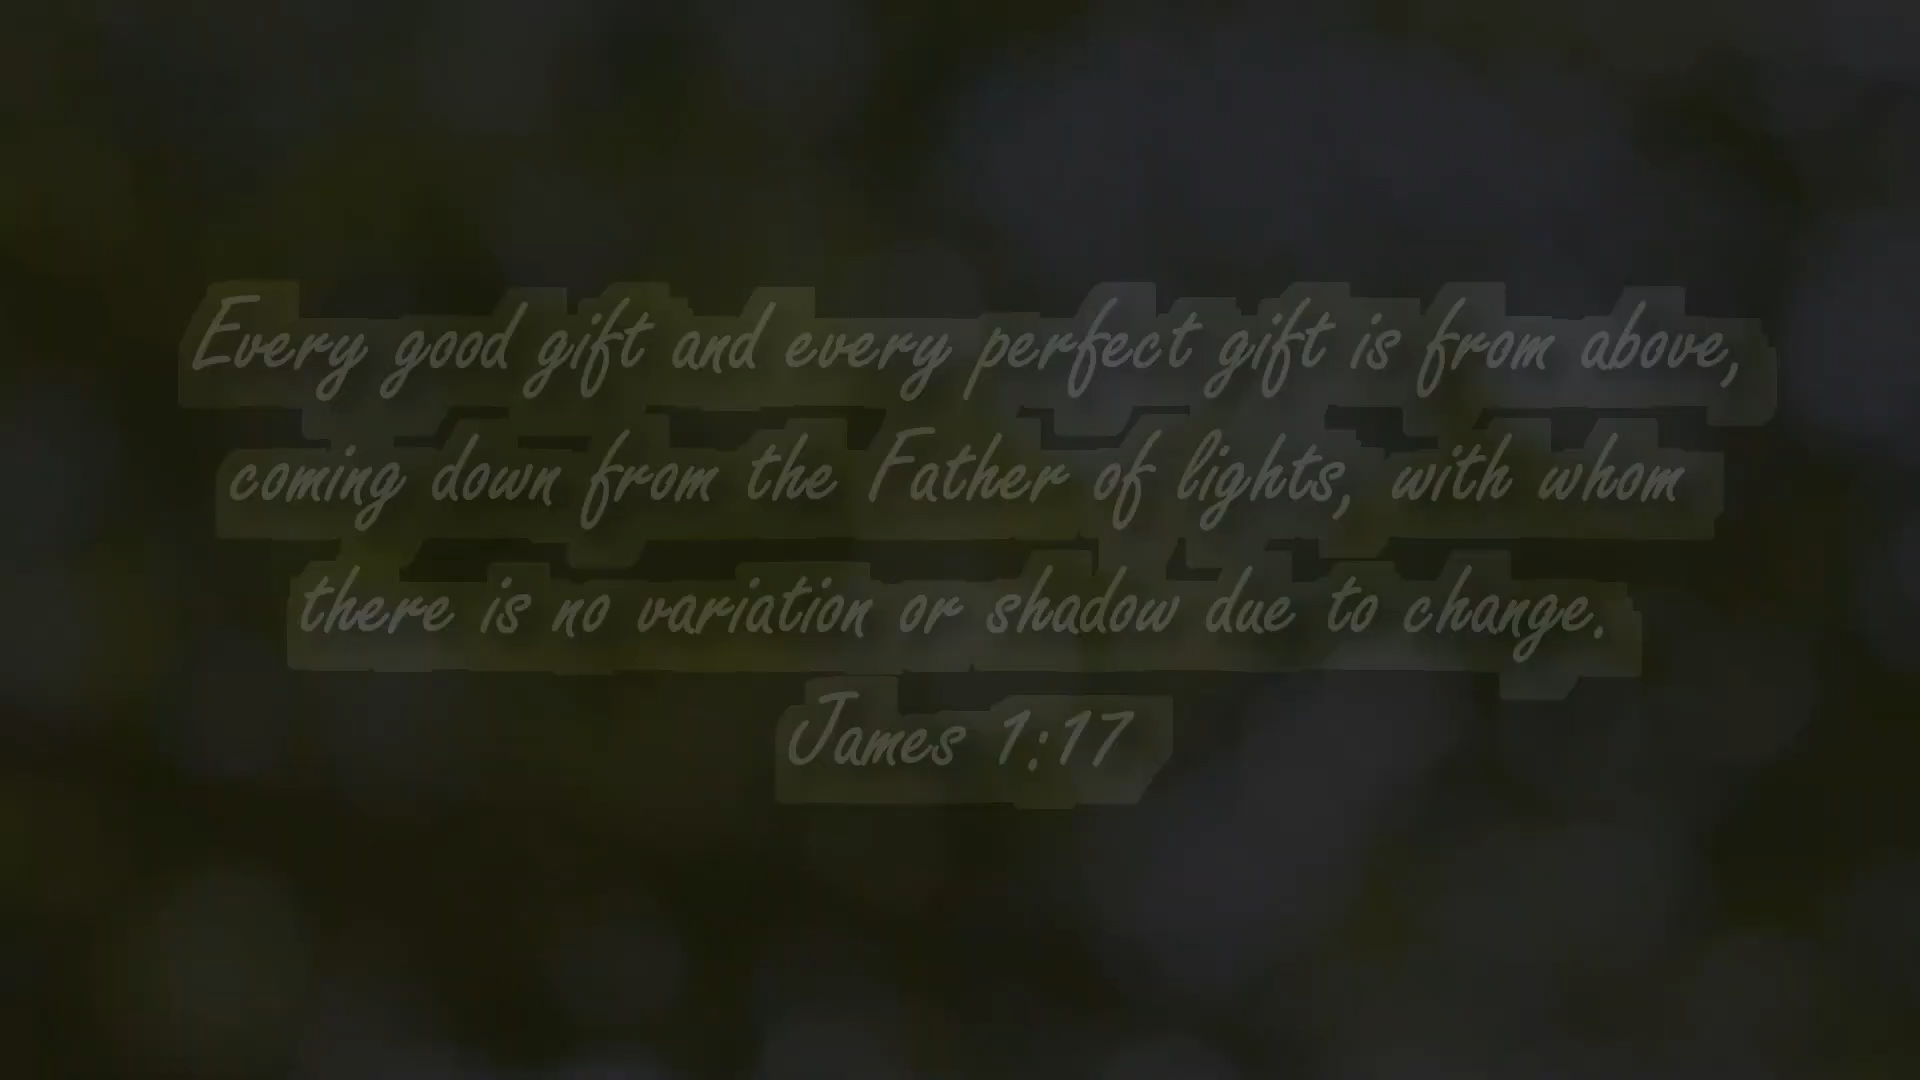 Every good gift and every perfect gift is from above,
coming down from the Father of lights, with whom
there is no variation or shadow due to change.
James 1:17